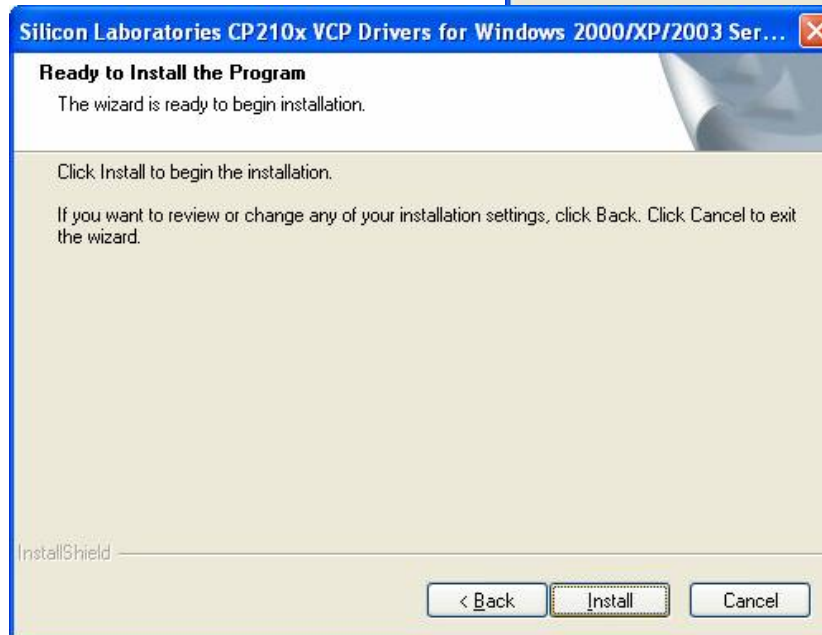 Silicon Laboratories CP210x VCP Drivers for Windows 2000/XP/2003 Ser...
Ready to Install the Program
The wizard is ready to begin installation.
Click Install to begin the installation.
If you want to review or change any of your installation settings, click Back. Click Cancel to exit
the wizard.
InstallShield
< Back
Install
Cancel